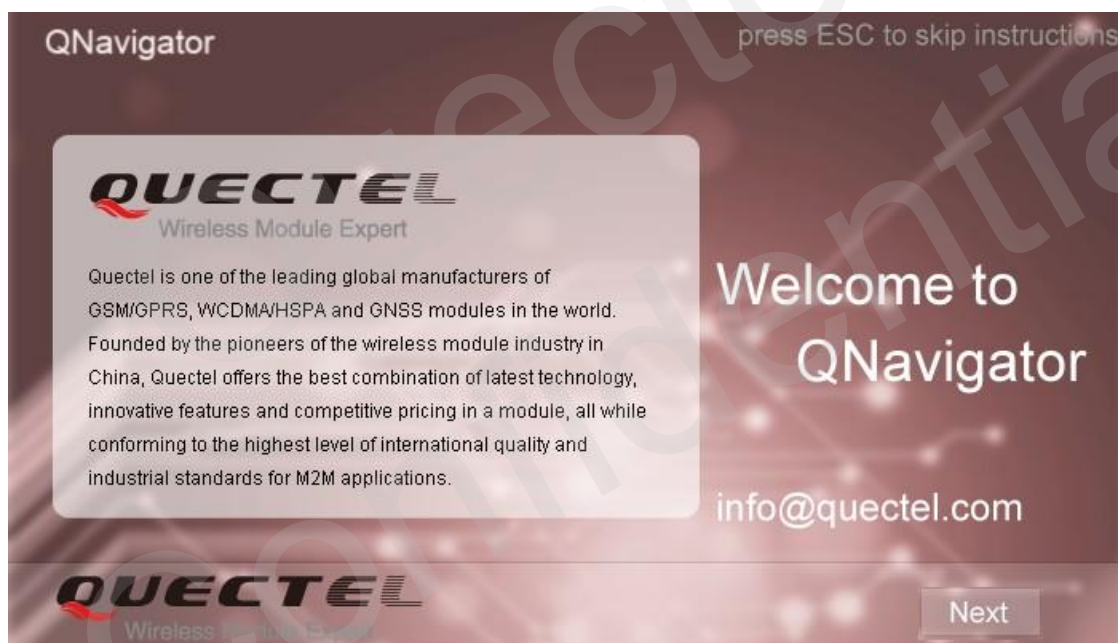 QNavigator
press ESC to skip instructions
QUECTEL
Wireless Module Expert
Quectel is one of the leading global manufacturers of
GSM/GPRS, WCDMA/HSPA and GNSS modules in the world.
Founded by the pioneers of the wireless module industry in
China, Quectel offers the best combination of latest technology,
innovative features and competitive pricing in a module, all while
conforming to the highest level of international quality and
industrial standards for M2M applications.
Welcome to
QNavigator
info@quectel.com
QUECTEL
Wireless Module Expert
Next